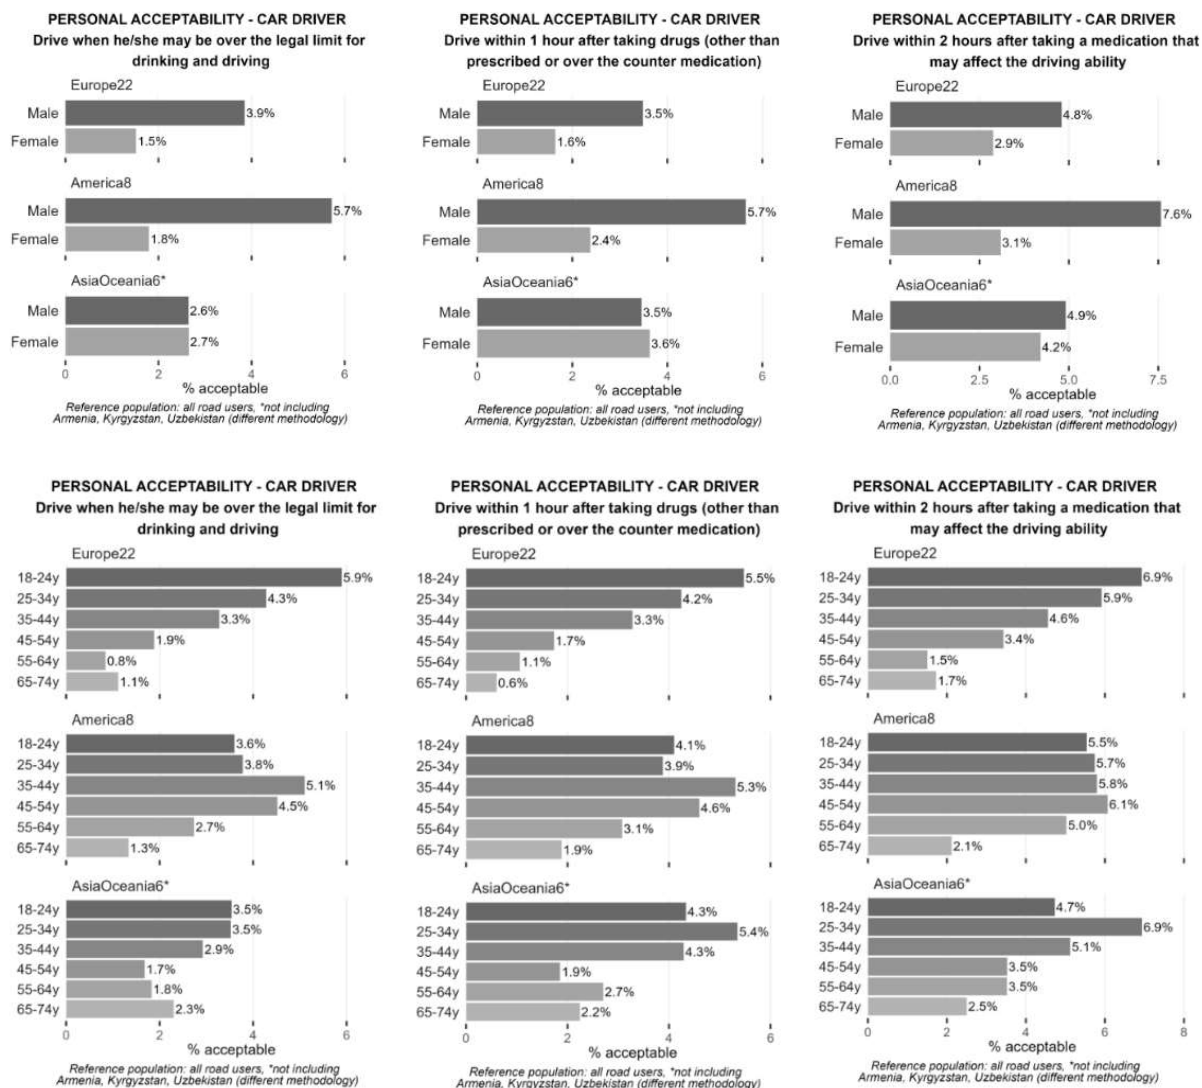 PERSONAL ACCEPTABILITY - CAR DRIVER
Drive when he/she may be over the legal limit for
drinking and driving
Europe22
Male 3.9%
Female 1.5%
America8
Male 5.7%
Female 1.8%
AsiaOceania6*
Male 2.6%
Female 2.7%
0 2 4 6
% acceptable
Reference population: all road users, *not including
Armenia, Kyrgyzstan, Uzbekistan (different methodology)
PERSONAL ACCEPTABILITY - CAR DRIVER
Drive within 1 hour after taking drugs (other than
prescribed or over the counter medication)
Europe22
Male 3.5%
Female 1.6%
America8
Male 5.7%
Female 2.4%
AsiaOceania6*
Male 3.5%
Female 3.6%
0 2 4 6
% acceptable
Reference population: all road users, *not including
Armenia, Kyrgyzstan, Uzbekistan (different methodology)
PERSONAL ACCEPTABILITY - CAR DRIVER
Drive within 2 hours after taking a medication that
may affect the driving ability
Europe22
Male 4.8%
Female 2.9%
America8
Male 7.6%
Female 3.1%
AsiaOceania6*
Male 4.9%
Female 4.2%
0.0 2.5 5.0 7.5
% acceptable
Reference population: all road users, *not including
Armenia, Kyrgyzstan, Uzbekistan (different methodology)
PERSONAL ACCEPTABILITY - CAR DRIVER
Drive when he/she may be over the legal limit for
drinking and driving
Europe22
18-24y 5.9%
25-34y 4.3%
35-44y 3.3%
45-54y 1.9%
55-64y 0.8%
65-74y 1.1%
America8
18-24y 3.6%
25-34y 3.8%
35-44y 5.1%
45-54y 4.5%
55-64y 2.7%
65-74y 1.3%
AsiaOceania6*
18-24y 3.5%
25-34y 3.5%
35-44y 2.9%
45-54y 1.7%
55-64y 1.8%
65-74y 2.3%
0 2 4 6
% acceptable
Reference population: all road users, *not including
Armenia, Kyrgyzstan, Uzbekistan (different methodology)
PERSONAL ACCEPTABILITY - CAR DRIVER
Drive within 1 hour after taking drugs (other than
prescribed or over the counter medication)
Europe22
18-24y 5.5%
25-34y 4.2%
35-44y 3.3%
45-54y 1.7%
55-64y 1.1%
65-74y 0.6%
America8
18-24y 4.1%
25-34y 3.9%
35-44y 5.3%
45-54y 4.6%
55-64y 3.1%
65-74y 1.9%
AsiaOceania6*
18-24y 4.3%
25-34y 5.4%
35-44y 4.3%
45-54y 1.9%
55-64y 2.7%
65-74y 2.2%
0 2 4 6
% acceptable
Reference population: all road users, *not including
Armenia, Kyrgyzstan, Uzbekistan (different methodology)
PERSONAL ACCEPTABILITY - CAR DRIVER
Drive within 2 hours after taking a medication that
may affect the driving ability
Europe22
18-24y 6.9%
25-34y 5.9%
35-44y 4.6%
45-54y 3.4%
55-64y 1.5%
65-74y 1.7%
America8
18-24y 5.5%
25-34y 5.7%
35-44y 5.8%
45-54y 6.1%
55-64y 5.0%
65-74y 2.1%
AsiaOceania6*
18-24y 4.7%
25-34y 6.9%
35-44y 5.1%
45-54y 3.5%
55-64y 3.5%
65-74y 2.5%
0 2 4 6 8
% acceptable
Reference population: all road users, *not including
Armenia, Kyrgyzstan, Uzbekistan (different methodology)